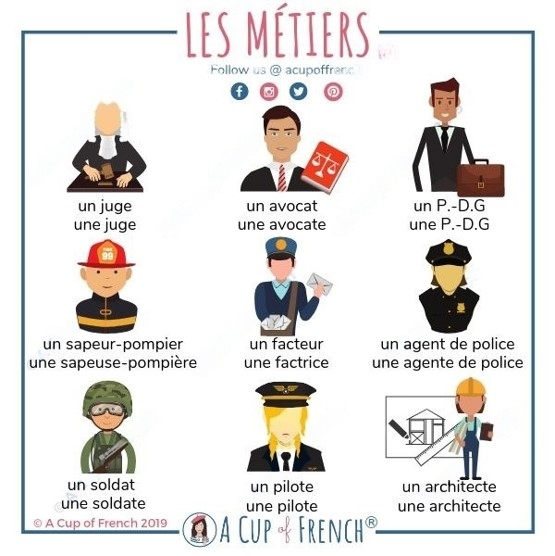 LES MÉTIERS
Follow us @ acupoffrenc
un juge
une juge
un avocat
une avocate
un P.-D.G
une P.-D.G
99
un sapeur-pompier
une sapeuse-pompière
un facteur
une factrice
un agent de police
une agente de police
un soldat
une soldate
un pilote
une pilote
un architecte
une architecte
© A Cup of French 2019
A CUP of FRENCH®